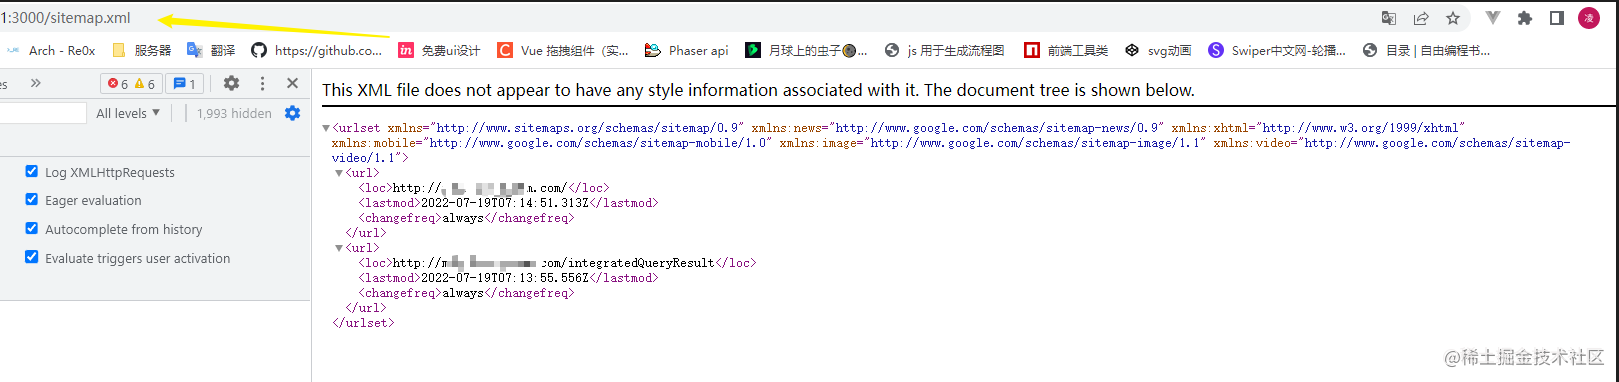 1:3000/sitemap.xml
凌
Arch - Re0x 服务器 翻译 https://github.co... 免费ui设计 Vue 拖拽组件（实... Phaser api 月球上的虫子🌑... js 用于生成流程图 前端工具类 svg动画 Swiper中文网-轮播... 目录 | 自由编程书...
es » 6 6 1
All levels ▼ 1,993 hidden
Log XMLHttpRequests
Eager evaluation
Autocomplete from history
Evaluate triggers user activation
This XML file does not appear to have any style information associated with it. The document tree is shown below.
▼<urlset xmlns="http://www.sitemaps.org/schemas/sitemap/0.9" xmlns:news="http://www.google.com/schemas/sitemap-news/0.9" xmlns:xhtml="http://www.w3.org/1999/xhtml"
xmlns:mobile="http://www.google.com/schemas/sitemap-mobile/1.0" xmlns:image="http://www.google.com/schemas/sitemap-image/1.1" xmlns:video="http://www.google.com/schemas/sitemap-
video/1.1">
▼<url>
<loc>http:// m.com/</loc>
<lastmod>2022-07-19T07:14:51.313Z</lastmod>
<changefreq>always</changefreq>
</url>
▼<url>
<loc>http:// .com/integratedQueryResult</loc>
<lastmod>2022-07-19T07:13:55.556Z</lastmod>
<changefreq>always</changefreq>
</url>
</urlset>
@稀土掘金技术社区